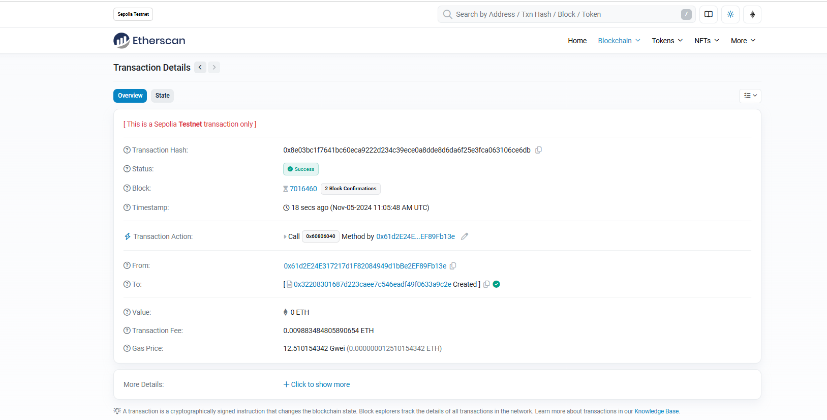 Sepolia Testnet
Search by Address / Txn Hash / Block / Token
/
Etherscan
Home Blockchain Tokens NFTs More
Transaction Details
Overview State
[ This is a Sepolia Testnet transaction only ]
Transaction Hash: 0x8e03bc1f7641bc60eca9222d234c39ece0a8dde8d6da6f25e3fca063106ce6db
Status: Success
Block: 7016460 2 Block Confirmations
Timestamp: 18 secs ago (Nov-05-2024 11:05:48 AM UTC)
Transaction Action: Call 0x60806040 Method by 0x61d2E24E...EF89Fb13e
From: 0x61d2E24E317217d1F82084949d1bBe2EF89Fb13e
To: [ 0x32208301687d223caee7c546eadf49f0633a9c2e Created ]
Value: 0 ETH
Transaction Fee: 0.009883484805890654 ETH
Gas Price: 12.510154342 Gwei (0.000000012510154342 ETH)
More Details: + Click to show more
A transaction is a cryptographically signed instruction that changes the blockchain state. Block explorers track the details of all transactions in the network. Learn more about transactions in our Knowledge Base.